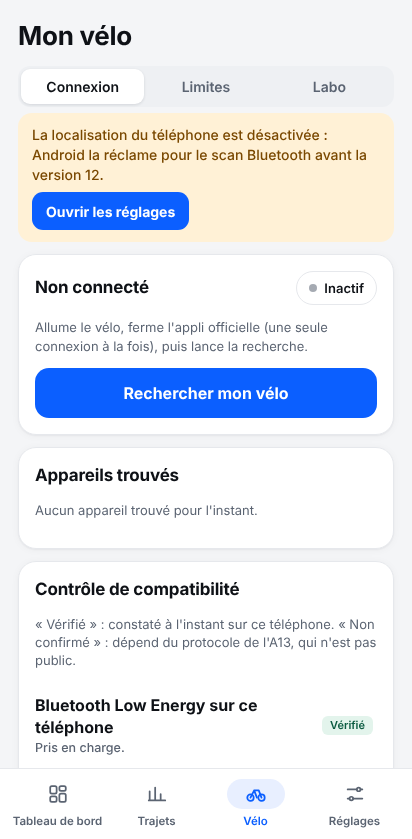 Mon vélo
Connexion
Limites
Labo
La localisation du téléphone est désactivée :
Android la réclame pour le scan Bluetooth avant la
version 12.
Ouvrir les réglages
Non connecté
Inactif
Allume le vélo, ferme l'appli officielle (une seule
connexion à la fois), puis lance la recherche.
Rechercher mon vélo
Appareils trouvés
Aucun appareil trouvé pour l'instant.
Contrôle de compatibilité
« Vérifié » : constaté à l'instant sur ce téléphone. « Non
confirmé » : dépend du protocole de l'A13, qui n'est pas
public.
Bluetooth Low Energy sur ce
téléphone
Vérifié
Pris en charge.
Tableau de bord
Trajets
Vélo
Réglages